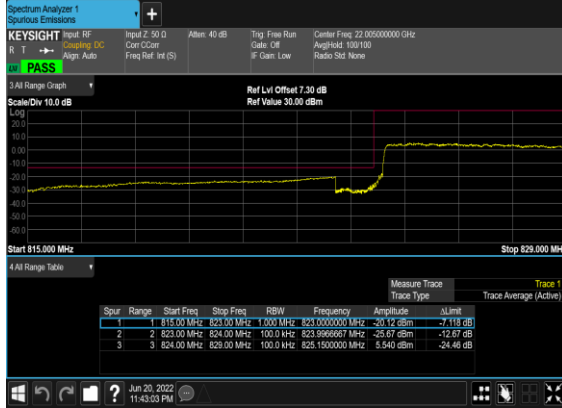 Spectrum Analyzer 1
Spurious Emissions
KEYSIGHT Input: RF Input Z: 50 Ω Atten: 40 dB Trig: Free Run Center Freq: 22.005000000 GHz
R T Coupling: DC Corr CCorr Gate: Off Avg|Hold: 100/100
Align: Auto Freq Ref: Int (S) IF Gain: Low Radio Std: None
PASS
3 All Range Graph
Ref Lvl Offset 7.30 dB
Scale/Div 10.0 dB Ref Value 30.00 dBm
Log
20.0
10.0
0.00
-10.0
-20.0
-30.0
-40.0
-50.0
-60.0
Start 815.000 MHz Stop 829.000 MH
4 All Range Table
Measure Trace Trace 1
Trace Type Trace Average (Active)
Spur Range Start Freq Stop Freq RBW Frequency Amplitude ΔLimit
1 1 815.00 MHz 823.00 MHz 1.000 MHz 823.0000000 MHz -20.12 dBm -7.118 dB
2 2 823.00 MHz 824.00 MHz 100.0 kHz 823.9966667 MHz -25.67 dBm -12.67 dB
3 3 824.00 MHz 829.00 MHz 100.0 kHz 825.1500000 MHz 5.540 dBm -24.46 dB
Jun 20, 2022
11:43:03 PM